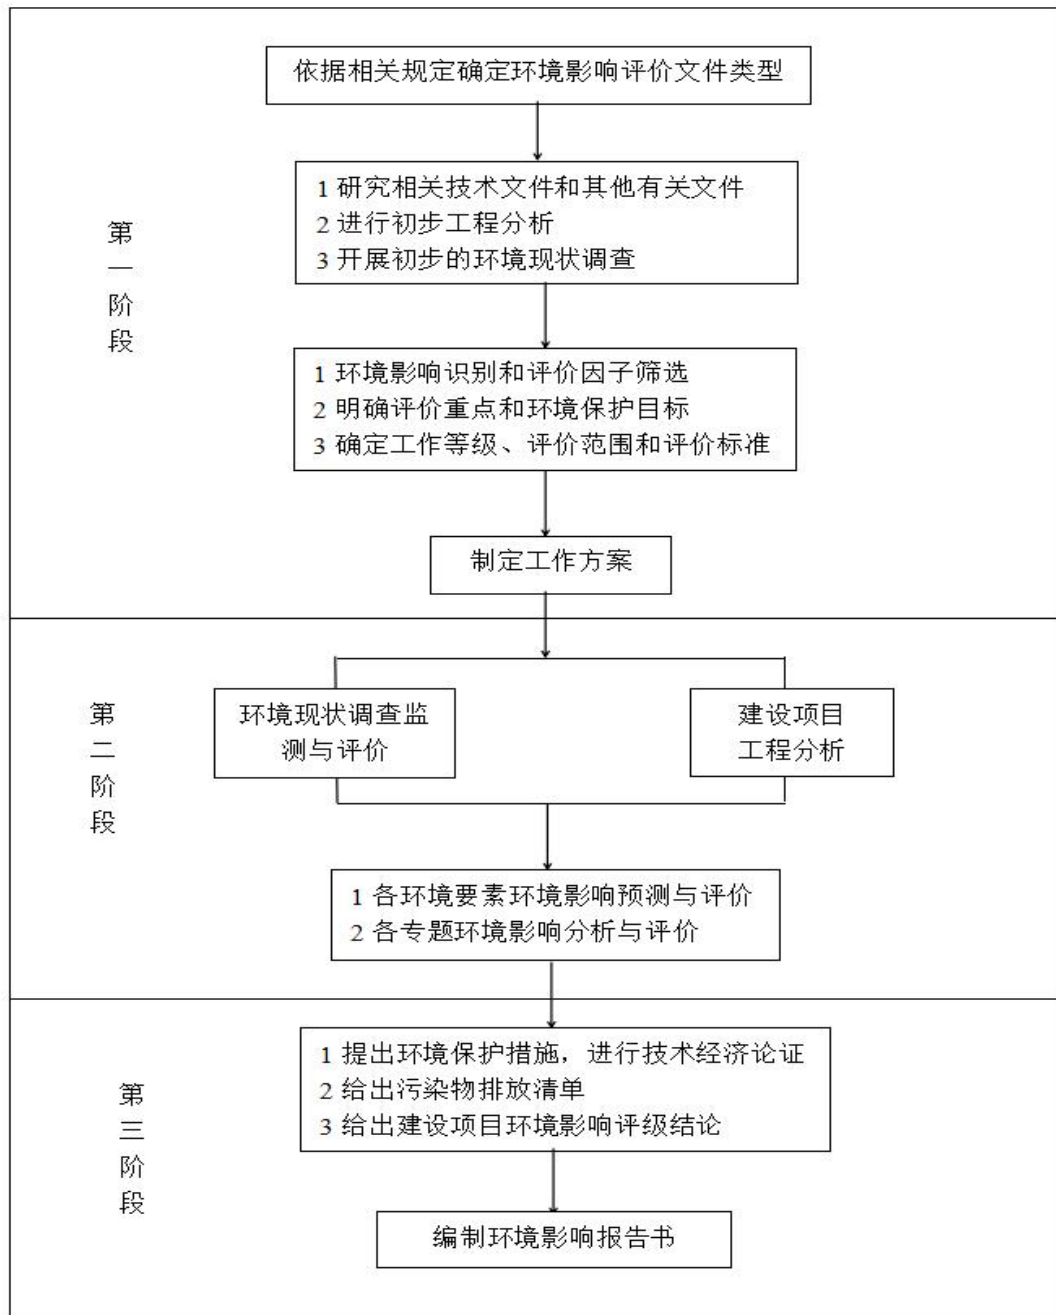 依据相关规定确定环境影响评价文件类型
1 研究相关技术文件和其他有关文件
2 进行初步工程分析
3 开展初步的环境现状调查
第一阶段
1 环境影响识别和评价因子筛选
2 明确评价重点和环境保护目标
3 确定工作等级、评价范围和评价标准
制定工作方案
第二阶段
环境现状调查监
测与评价
建设项目
工程分析
1 各环境要素环境影响预测与评价
2 各专题环境影响分析与评价
第三阶段
1 提出环境保护措施，进行技术经济论证
2 给出污染物排放清单
3 给出建设项目环境影响评级结论
编制环境影响报告书